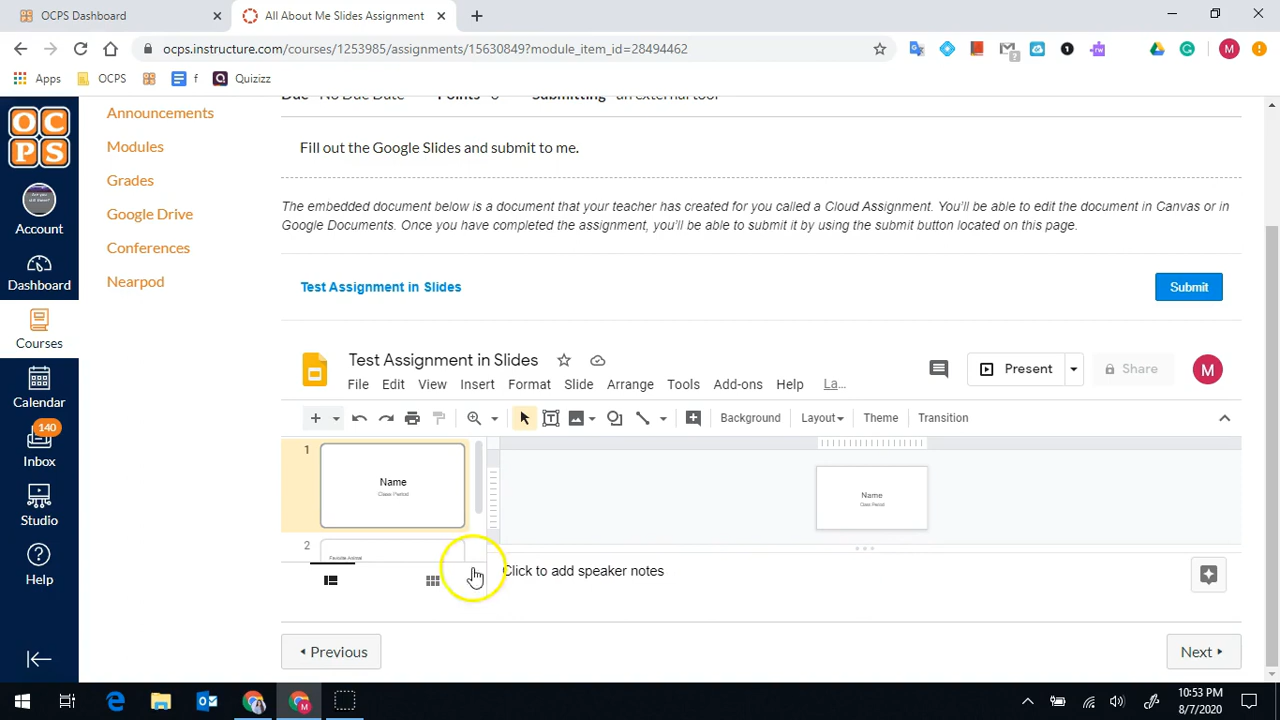 OCPS Dashboard
All About Me Slides Assignment
ocps.instructure.com/courses/1253985/assignments/15630849?module_item_id=28494462
M
Apps
OCPS
f
Quizizz
OC
PS
Account
Dashboard
Courses
Calendar
140
Inbox
Studio
Help
Announcements
Modules
Grades
Google Drive
Conferences
Nearpod
Due No Due Date Points 0 Submitting an external tool
Fill out the Google Slides and submit to me.
The embedded document below is a document that your teacher has created for you called a Cloud Assignment. You'll be able to edit the document in Canvas or in
Google Documents. Once you have completed the assignment, you'll be able to submit it by using the submit button located on this page.
Test Assignment in Slides
Submit
Test Assignment in Slides
File Edit View Insert Format Slide Arrange Tools Add-ons Help La...
Present
Share
M
Background Layout Theme Transition
1
Name
Class Period
2
Favorite Animal
Name
Class Period
Click to add speaker notes
Previous
Next
10:53 PM
8/7/2020